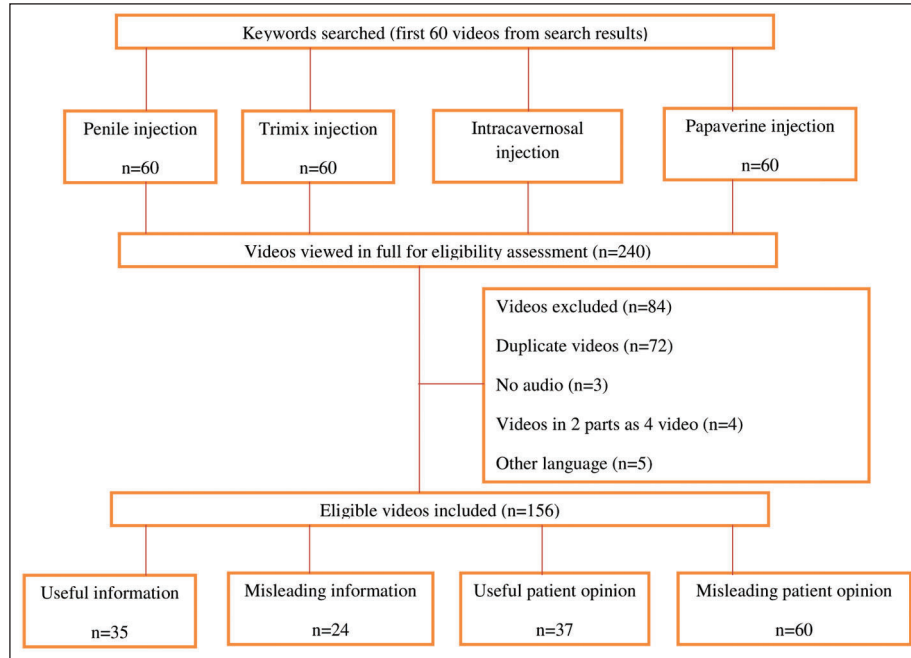 Keywords searched (first 60 videos from search results)
Penile injection
n=60
Trimix injection
n=60
Intracavernosal
injection
Papaverine injection
n=60
Videos viewed in full for eligibility assessment (n=240)
Videos excluded (n=84)
Duplicate videos (n=72)
No audio (n=3)
Videos in 2 parts as 4 video (n=4)
Other language (n=5)
Eligible videos included (n=156)
Useful information
n=35
Misleading information
n=24
Useful patient opinion
n=37
Misleading patient opinion
n=60